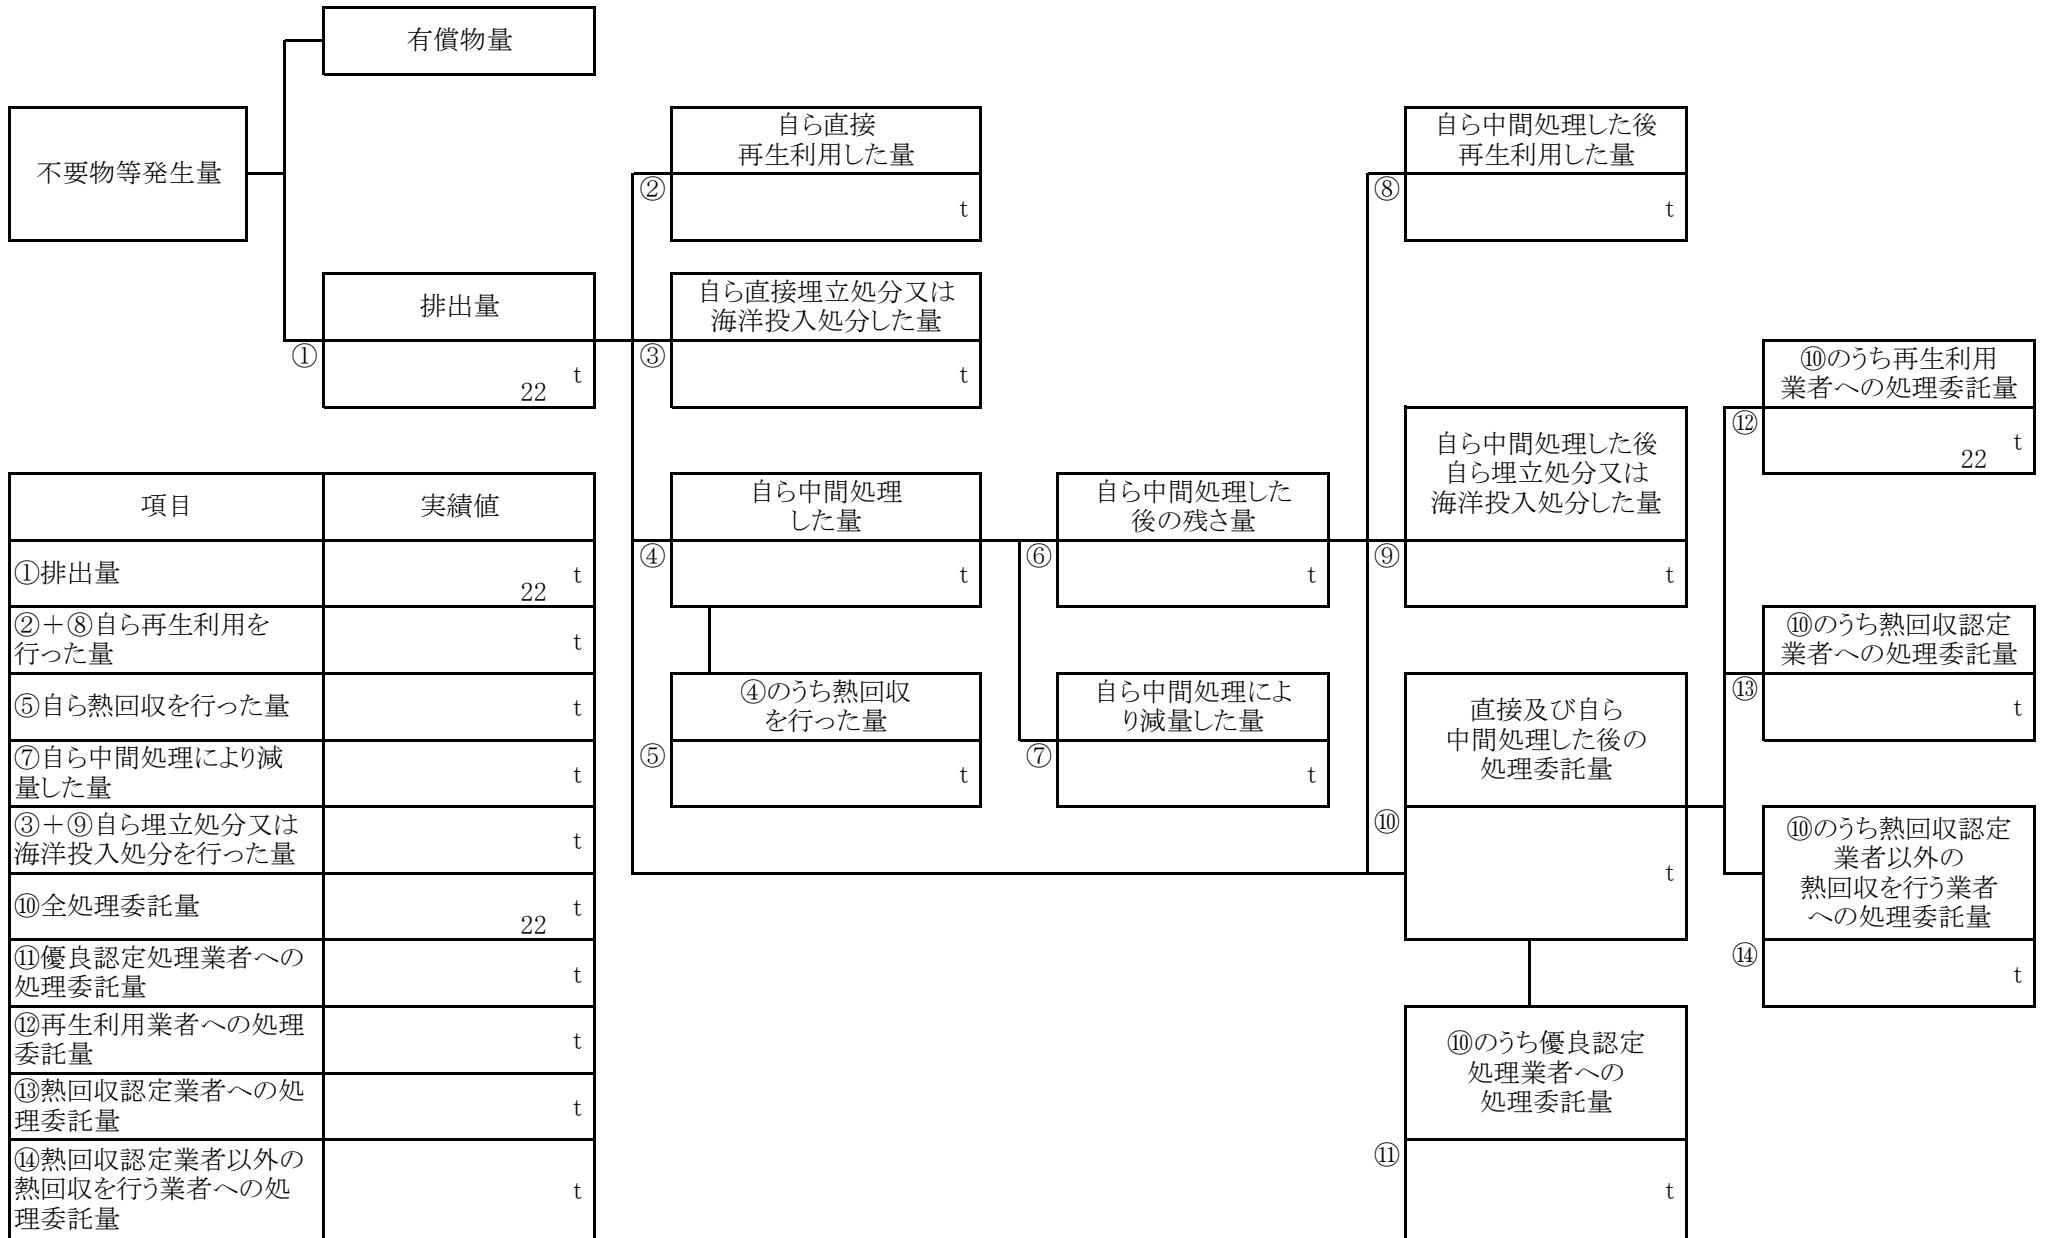 有償物量
不要物等発生量
自ら直接
再生利用した量
②
t
自ら中間処理した後
再生利用した量
⑧
t
排出量
①
t
22
自ら直接埋立処分又は
海洋投入処分した量
③
t
⑩のうち再生利用
業者への処理委託量
⑫
t
22
自ら中間処理
した量
④
t
自ら中間処理した
後の残さ量
⑥
t
自ら中間処理した後
自ら埋立処分又は
海洋投入処分した量
⑨
t
④のうち熱回収
を行った量
⑤
t
自ら中間処理によ
り減量した量
⑦
t
直接及び自ら
中間処理した後の
処理委託量
⑩
t
⑩のうち熱回収認定
業者への処理委託量
⑬
t
⑩のうち熱回収認定
業者以外の
熱回収を行う業者
への処理委託量
⑭
t
⑩のうち優良認定
処理業者への
処理委託量
⑪
t
項目
実績値
①排出量
t
22
②＋⑧自ら再生利用を
行った量
t
⑤自ら熱回収を行った量
t
⑦自ら中間処理により減
量した量
t
③＋⑨自ら埋立処分又は
海洋投入処分を行った量
t
⑩全処理委託量
t
22
⑪優良認定処理業者への
処理委託量
t
⑫再生利用業者への処理
委託量
t
⑬熱回収認定業者への処
理委託量
t
⑭熱回収認定業者以外の
熱回収を行う業者への処
理委託量
t